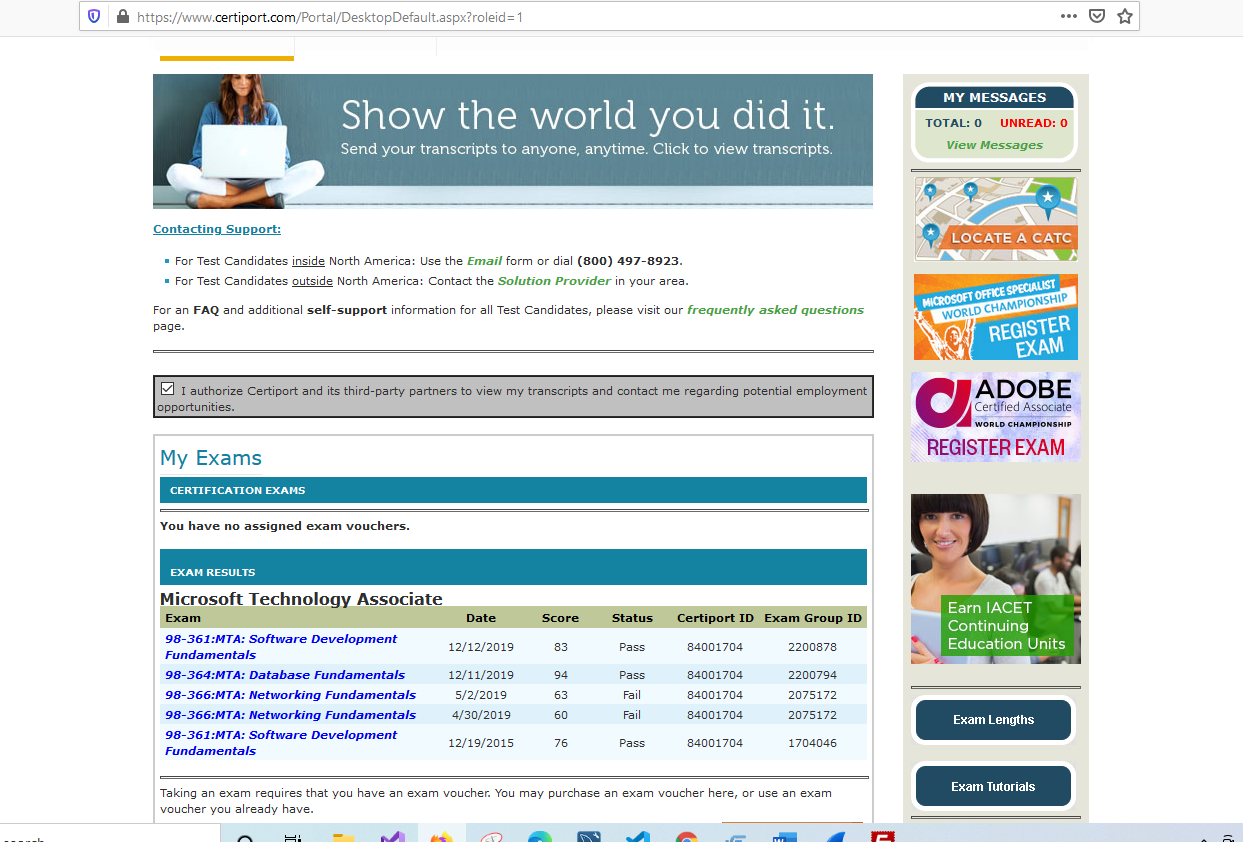 https://www.certiport.com/Portal/DesktopDefault.aspx?roleid=1
Show the world you did it.
Send your transcripts to anyone, anytime. Click to view transcripts.
Contacting Support:
For Test Candidates inside North America: Use the Email form or dial (800) 497-8923.
For Test Candidates outside North America: Contact the Solution Provider in your area.
For an FAQ and additional self-support information for all Test Candidates, please visit our frequently asked questions
page.
I authorize Certiport and its third-party partners to view my transcripts and contact me regarding potential employment
opportunities.
My Exams
CERTIFICATION EXAMS
You have no assigned exam vouchers.
EXAM RESULTS
Microsoft Technology Associate
Exam Date Score Status Certiport ID Exam Group ID
98-361:MTA: Software Development
Fundamentals 12/12/2019 83 Pass 84001704 2200878
98-364:MTA: Database Fundamentals 12/11/2019 94 Pass 84001704 2200794
98-366:MTA: Networking Fundamentals 5/2/2019 63 Fail 84001704 2075172
98-366:MTA: Networking Fundamentals 4/30/2019 60 Fail 84001704 2075172
98-361:MTA: Software Development
Fundamentals 12/19/2015 76 Pass 84001704 1704046
Taking an exam requires that you have an exam voucher. You may purchase an exam voucher here, or use an exam
voucher you already have.
MY MESSAGES
TOTAL: 0 UNREAD: 0
View Messages
LOCATE A CATC
MICROSOFT OFFICE SPECIALIST
WORLD CHAMPIONSHIP
REGISTER
EXAM
ADOBE
Certified Associate
WORLD CHAMPIONSHIP
REGISTER EXAM
Earn IACET
Continuing
Education Units
Exam Lengths
Exam Tutorials